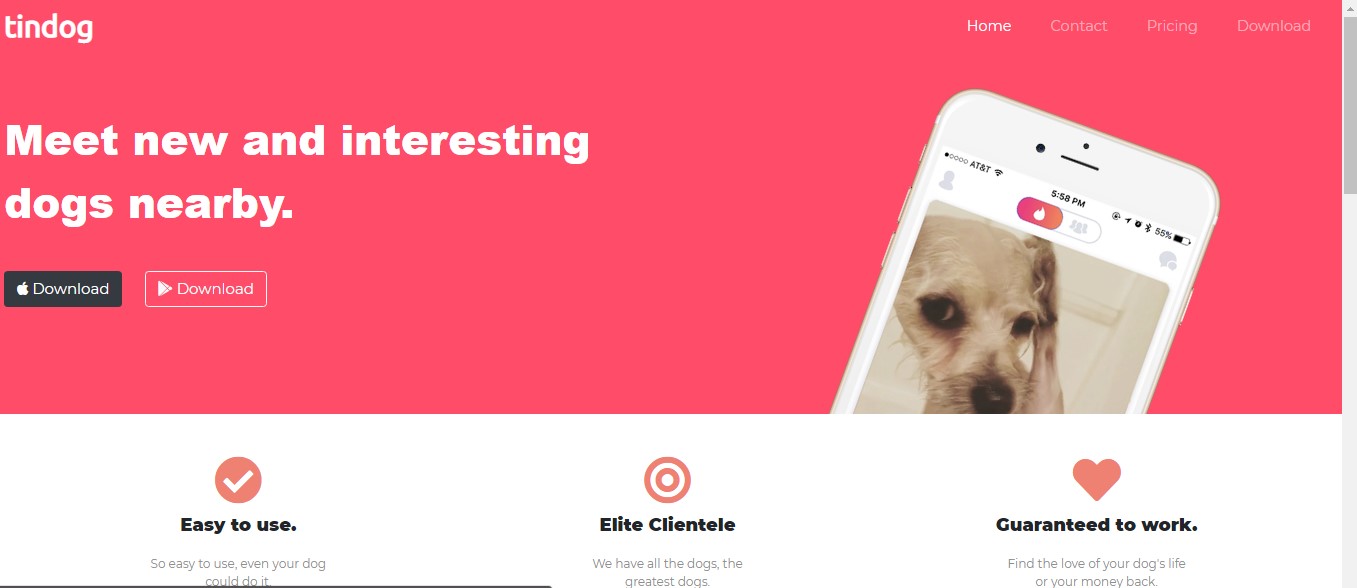 tindog
Home Contact Pricing Download
Meet new and interesting
dogs nearby.
Download Download
AT&T
5:58 PM
55%
Easy to use.
So easy to use, even your dog
could do it.
Elite Clientele
We have all the dogs, the
greatest dogs.
Guaranteed to work.
Find the love of your dog's life
or your money back.